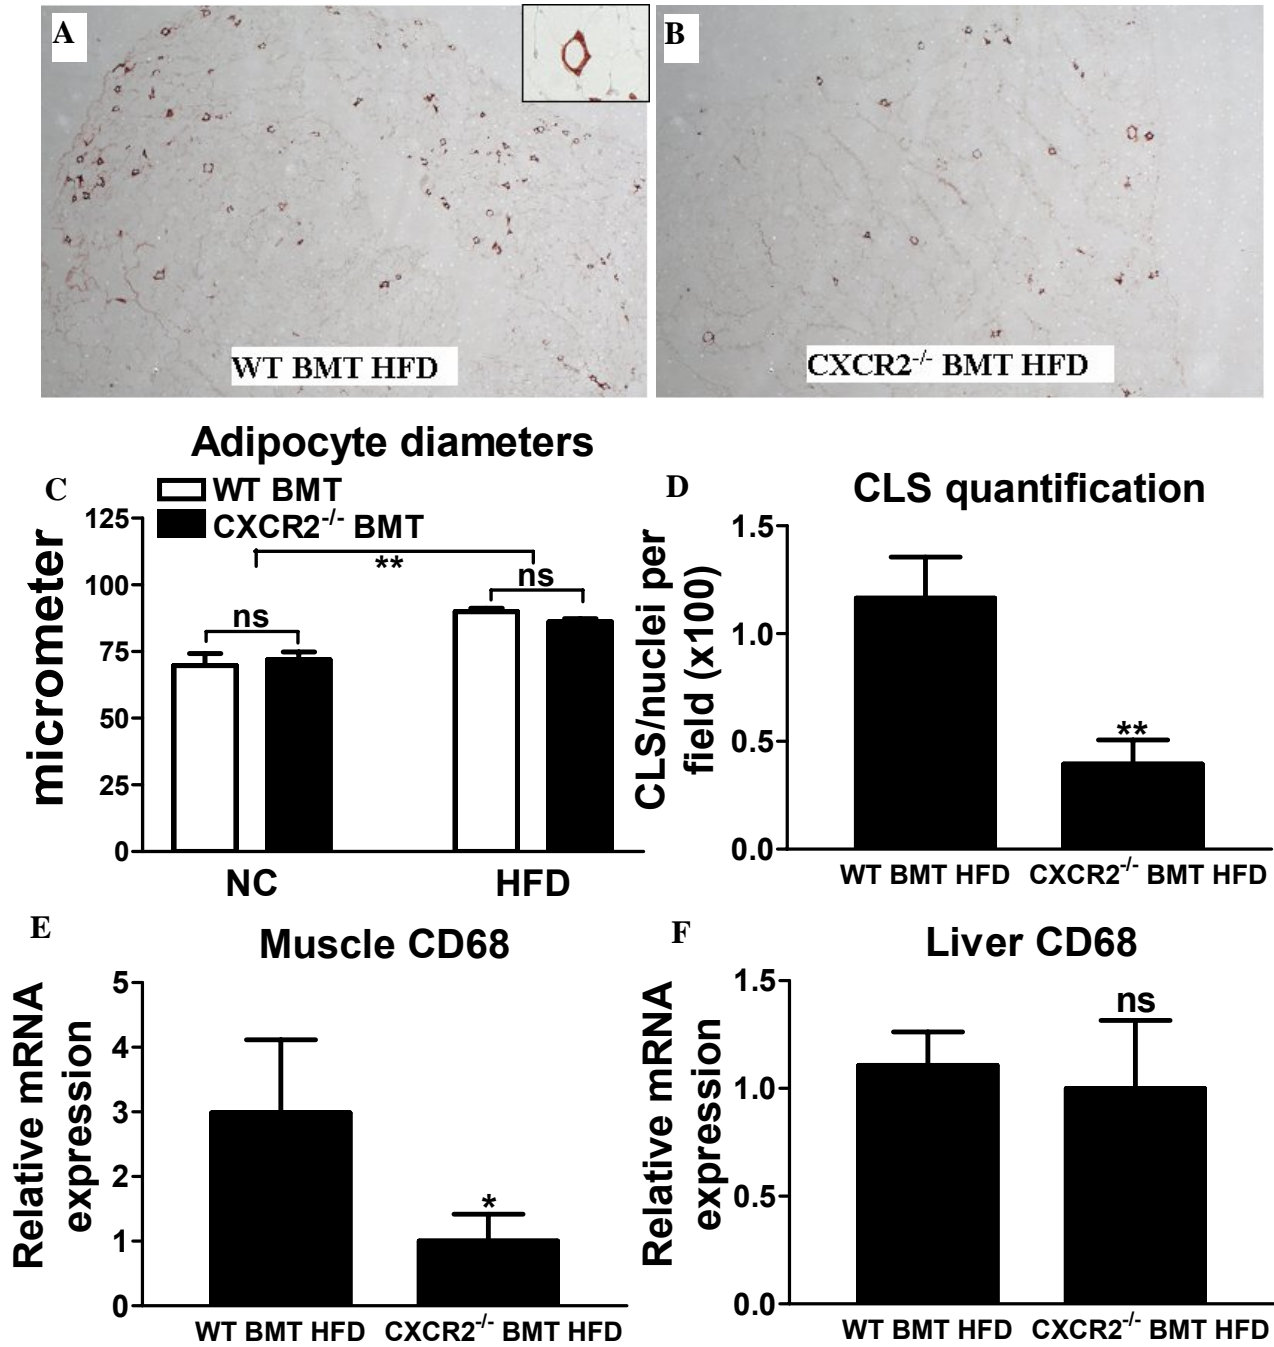 A
B
WT BMT HFD
CXCR2-/- BMT HFD
Adipocyte diameters
C
WT BMT
CXCR2-/- BMT
micrometer
125
100
75
50
25
0
ns
**
ns
NC
HFD
D
CLS quantification
CLS/nuclei per
field (x100)
1.5
1.0
0.5
0.0
**
WT BMT HFD
CXCR2-/- BMT HFD
E
Muscle CD68
Relative mRNA
expression
5
4
3
2
1
0
*
WT BMT HFD
CXCR2-/- BMT HFD
F
Liver CD68
Relative mRNA
expression
1.5
1.0
0.5
0.0
ns
WT BMT HFD
CXCR2-/- BMT HFD